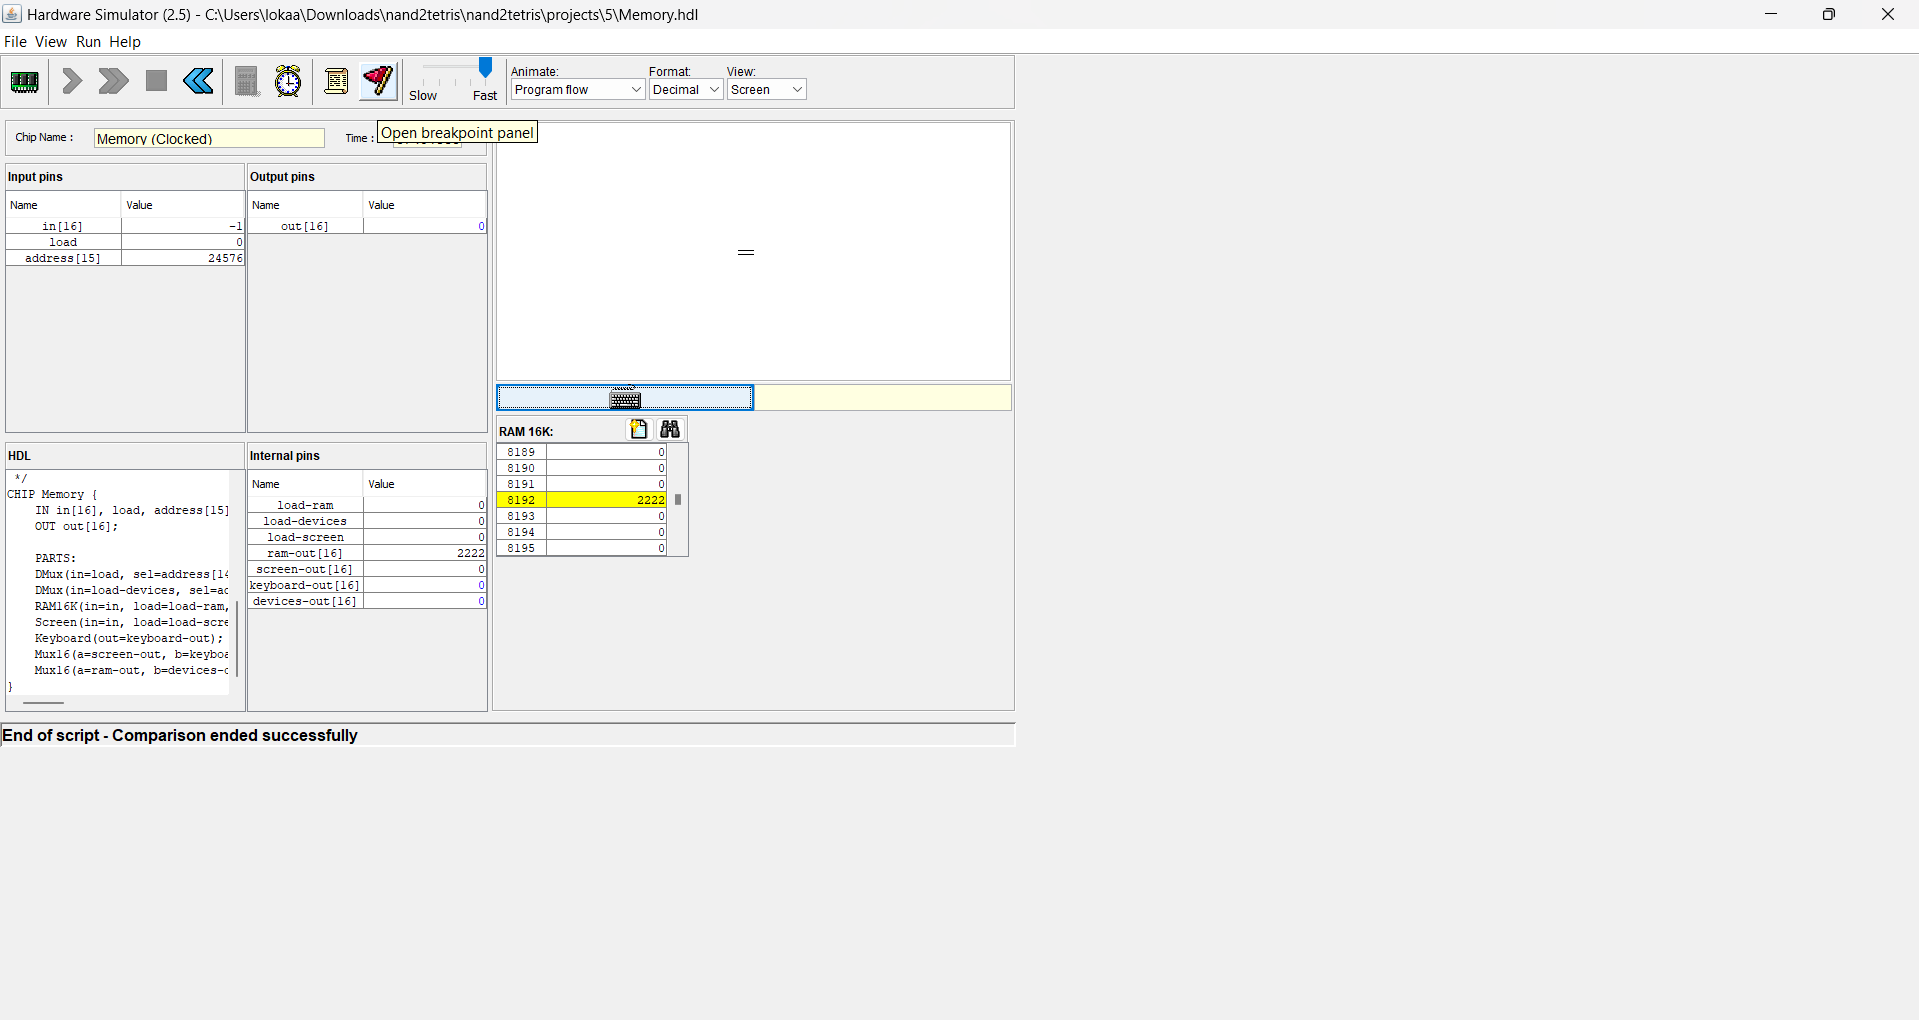 Hardware Simulator (2.5) - C:\Users\lokaa\Downloads\nand2tetris\nand2tetris\projects\5\Memory.hdl
File View Run Help
Slow Fast
Animate: Format: View:
Program flow Decimal Screen
Chip Name : Memory (Clocked) Time :
Open breakpoint panel
Input pins
Name Value
in[16] -1
load 0
address[15] 24576
Output pins
Name Value
out[16] 0
HDL
*/
CHIP Memory {
IN in[16], load, address[15]
OUT out[16];
PARTS:
DMux(in=load, sel=address[14
DMux(in=load-devices, sel=ad
RAM16K(in=in, load=load-ram,
Screen(in=in, load=load-scre
Keyboard(out=keyboard-out);
Mux16(a=screen-out, b=keyboa
Mux16(a=ram-out, b=devices-o
}
Internal pins
Name Value
load-ram 0
load-devices 0
load-screen 0
ram-out[16] 2222
screen-out[16] 0
keyboard-out[16] 0
devices-out[16] 0
RAM 16K:
8189 0
8190 0
8191 0
8192 2222
8193 0
8194 0
8195 0
End of script - Comparison ended successfully